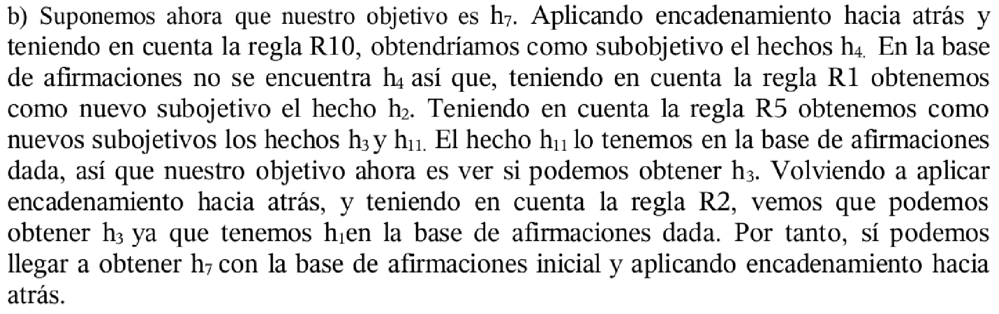 b) Suponemos ahora que nuestro objetivo es h₇. Aplicando encadenamiento hacia atrás y
teniendo en cuenta la regla R10, obtendríamos como subobjetivo el hechos h₄. En la base
de afirmaciones no se encuentra h₄ así que, teniendo en cuenta la regla R1 obtenemos
como nuevo subojetivo el hecho h₂. Teniendo en cuenta la regla R5 obtenemos como
nuevos subojetivos los hechos h₃ y h₁₁. El hecho h₁₁ lo tenemos en la base de afirmaciones
dada, así que nuestro objetivo ahora es ver si podemos obtener h₃. Volviendo a aplicar
encadenamiento hacia atrás, y teniendo en cuenta la regla R2, vemos que podemos
obtener h₃ ya que tenemos h₁en la base de afirmaciones dada. Por tanto, sí podemos
llegar a obtener h₇ con la base de afirmaciones inicial y aplicando encadenamiento hacia
atrás.